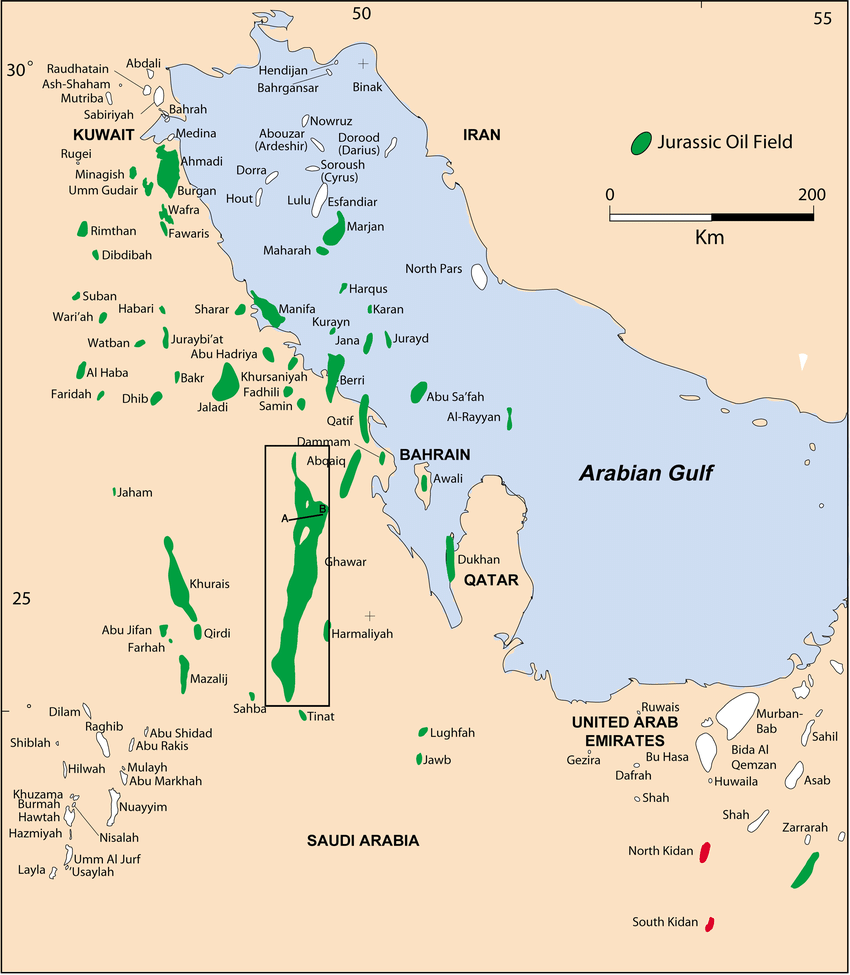 50
55
30°
Abdali
Raudhatain
Ash-Shaham
Mutriba
Sabiriyah
Bahrah
KUWAIT
Medina
Rugei
Ahmadi
Minagish
Umm Gudair
Burgan
Wafra
Rimthan
Fawaris
Dibdibah
Hendijan
Bahrgansar
Binak
Nowruz
Abouzar
(Ardeshir)
Dorood
(Darius)
IRAN
Dorra
Soroush
(Cyrus)
Hout
Lulu
Esfandiar
Marjan
Maharah
Jurassic Oil Field
0
200
Km
North Pars
Suban
Wari'ah
Habari
Sharar
Manifa
Harqus
Karan
Kurayn
Watban
Juraybi'at
Jana
Jurayd
Abu Hadriya
Al Haba
Bakr
Khursaniyah
Berri
Faridah
Dhib
Jaladi
Fadhili
Samin
Abu Sa'fah
Qatif
Al-Rayyan
Dammam
BAHRAIN
Abqaiq
Awali
Arabian Gulf
Jaham
A
B
Ghawar
Dukhan
QATAR
25
Khurais
Abu Jifan
Qirdi
Farhah
Harmaliyah
Mazalij
Sahba
Tinat
Lughfah
Jawb
Dilam
Raghib
Abu Shidad
Shiblah
Abu Rakis
Hilwah
Mulayh
Abu Markhah
Khuzama
Burmah
Hawtah
Nuayyim
Hazmiyah
Nisalah
Umm Al Jurf
Layla
'Usaylah
SAUDI ARABIA
Ruwais
UNITED ARAB
EMIRATES
Murban-
Bab
Sahil
Gezira
Bu Hasa
Bida Al
Qemzan
Dafrah
Huwaila
Asab
Shah
Shah
Zarrarah
North Kidan
South Kidan